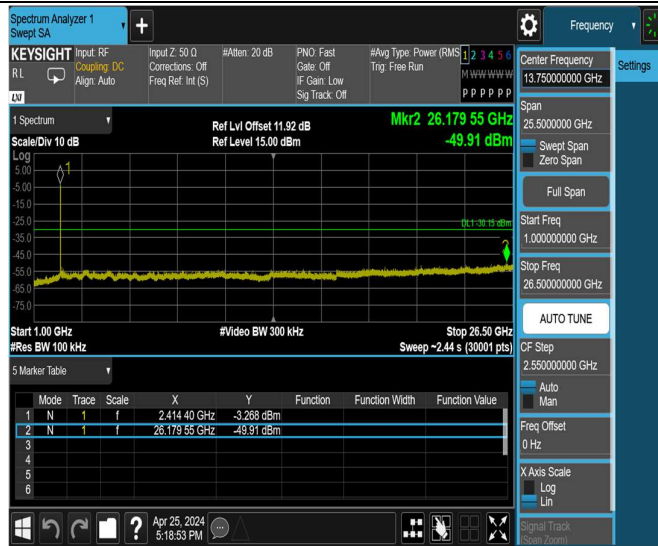 Spectrum Analyzer 1
Swept SA
+
Frequency
KEYSIGHT
Input: RF
Input Z: 50 Ω
#Atten: 20 dB
PNO: Fast
#Avg Type: Power (RMS
1 2 3 4 5 6
R L
Coupling: DC
Corrections: Off
Gate: Off
Trig: Free Run
M W W W W W
Align: Auto
Freq Ref: Int (S)
IF Gain: Low
Sig Track: Off
P P P P P P
LXI
1 Spectrum
Ref Lvl Offset 11.92 dB
Mkr2 26.179 55 GHz
Scale/Div 10 dB
Ref Level 15.00 dBm
-49.91 dBm
Log
1
5.00
-5.00
-15.0
-25.0
DL1 -30.15 dBm
-35.0
-45.0
-55.0
-65.0
-75.0
Start 1.00 GHz
#Video BW 300 kHz
Stop 26.50 GHz
#Res BW 100 kHz
Sweep ~2.44 s (30001 pts)
5 Marker Table
Mode Trace Scale X Y Function Function Width Function Value
1 N 1 f 2.414 40 GHz -3.268 dBm
2 N 1 f 26.179 55 GHz -49.91 dBm
3
4
5
6
Apr 25, 2024
5:18:53 PM
?
Center Frequency
13.750000000 GHz
Settings
Span
25.5000000 GHz
Swept Span
Zero Span
Full Span
Start Freq
1.000000000 GHz
Stop Freq
26.500000000 GHz
AUTO TUNE
CF Step
2.550000000 GHz
Auto
Man
Freq Offset
0 Hz
X Axis Scale
Log
Lin
Signal Track
(Span Zoom)